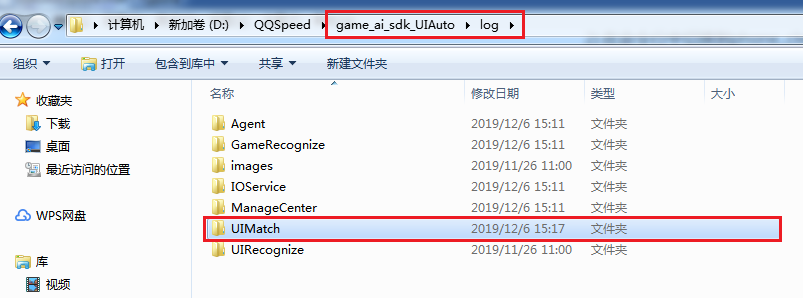 计算机 ▸ 新加卷 (D:) ▸ QQSpeed ▸ game_ai_sdk_UIAuto ▸ log ▸
组织 打开 包含到库中 共享 新建文件夹
收藏夹
下载
桌面
最近访问的位置
WPS网盘
库
视频
名称 修改日期 类型 大小
Agent 2019/12/6 15:11 文件夹
GameRecognize 2019/12/6 15:11 文件夹
images 2019/11/26 11:00 文件夹
IOService 2019/12/6 15:11 文件夹
ManageCenter 2019/12/6 15:11 文件夹
UIMatch 2019/12/6 15:17 文件夹
UIRecognize 2019/11/26 11:00 文件夹